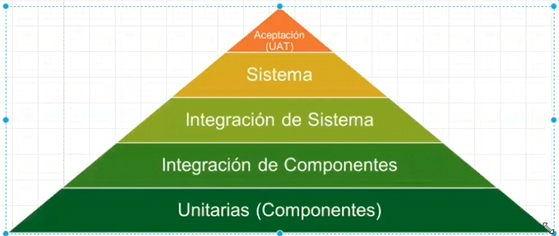 Aceptación
(UAT)
Sistema
Integración de Sistema
Integración de Componentes
Unitarias (Componentes)